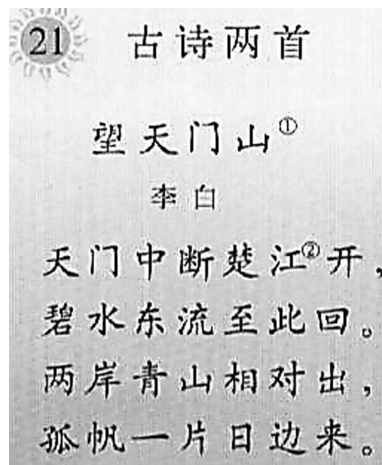 21 古诗两首
望天门山①
李白
天门中断楚江②开，
碧水东流至此回。
两岸青山相对出，
孤帆一片日边来。